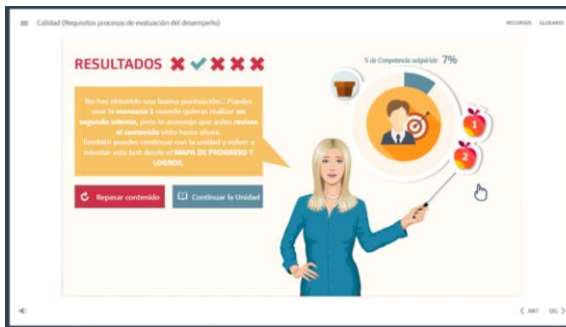 Calidad (Requisitos procesos de evaluación del desempeño)
RECURSOS GLOSARIO
RESULTADOS
% de Competencia adquirida 7%
No has obtenido una buena puntuación... Puedes
usar la manzana 2 cuando quieras realizar un
segundo intento, pero te aconsejo que antes revises
el contenido visto hasta ahora.
También puedes continuar con la unidad y volver a
intentar este test desde el MAPA DE PROGRESO Y
LOGROS.
1
2
Repasar contenido
Continuar la Unidad
ANT SIG